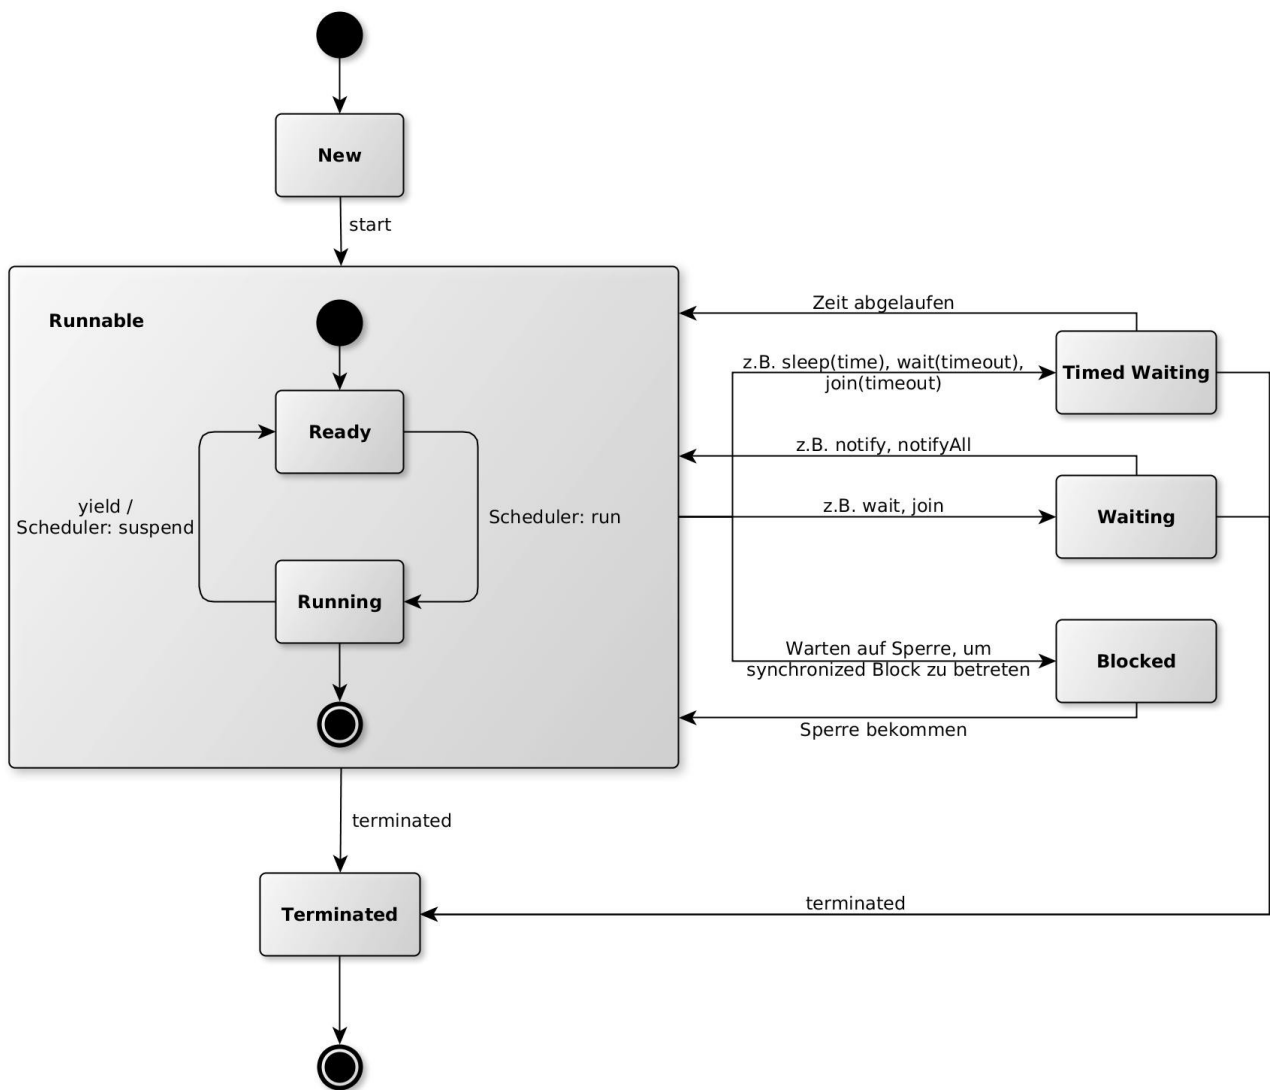 New
start
Runnable
Zeit abgelaufen
z.B. sleep(time), wait(timeout),
join(timeout)
Timed Waiting
Ready
z.B. notify, notifyAll
yield /
Scheduler: suspend
Scheduler: run
z.B. wait, join
Waiting
Running
Warten auf Sperre, um
synchronized Block zu betreten
Blocked
Sperre bekommen
terminated
Terminated
terminated